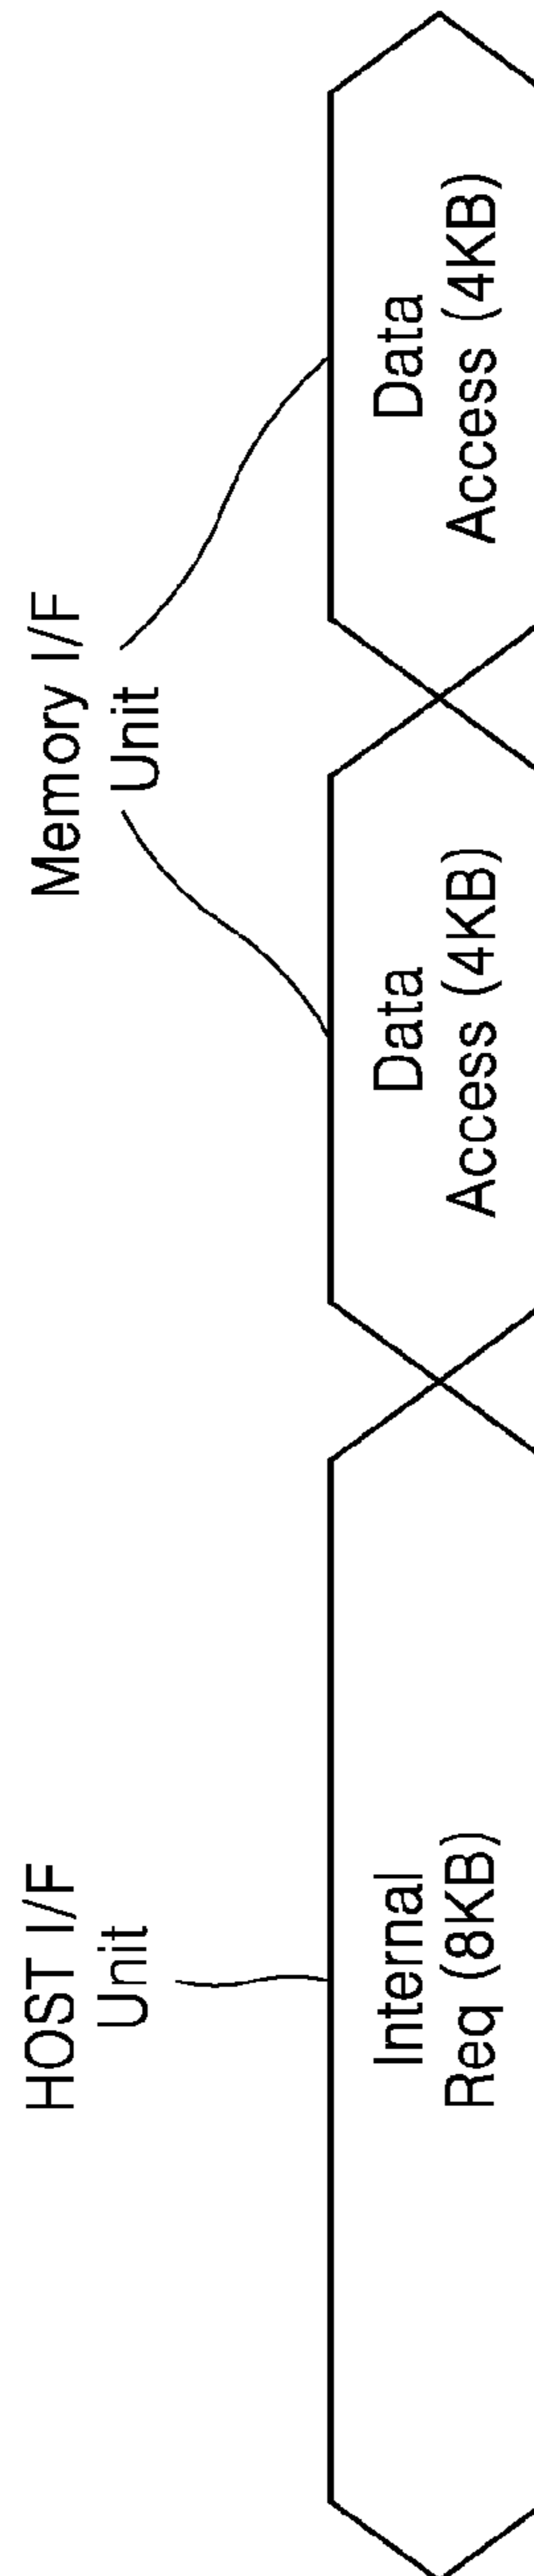 HOST I/F
Unit
Memory I/F
Unit
Internal
Req (8KB)
Data
Access (4KB)
Data
Access (4KB)